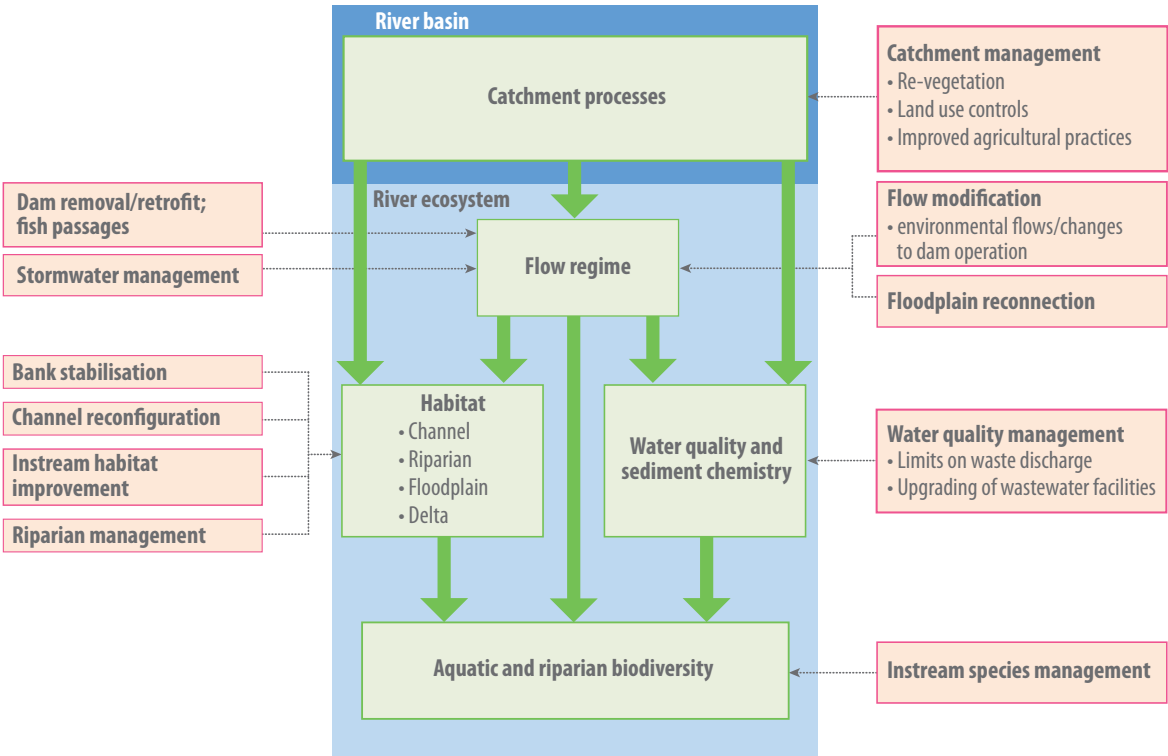 River basin
Catchment processes
Catchment management
• Re-vegetation
• Land use controls
• Improved agricultural practices
River ecosystem
Dam removal/retrofit;
fish passages
Stormwater management
Flow regime
Flow modification
• environmental flows/changes
to dam operation
Floodplain reconnection
Bank stabilisation
Channel reconfiguration
Instream habitat
improvement
Riparian management
Habitat
• Channel
• Riparian
• Floodplain
• Delta
Water quality and
sediment chemistry
Water quality management
• Limits on waste discharge
• Upgrading of wastewater facilities
Aquatic and riparian biodiversity
Instream species management